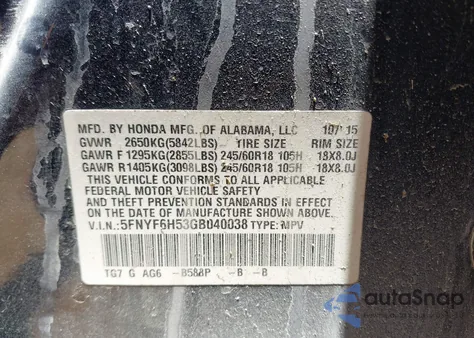 MFD. BY HONDA MFG. OF ALABAMA, LLC 10/15
GVWR 2650KG(5842LBS) TIRE SIZE RIM SIZE
GAWR F 1295KG(2855LBS) 245/60R18 105H 18X8.0J
GAWR R1405KG(3098LBS) 245/60R18 105H 18X8.0J
THIS VEHICLE CONFORMS TO ALL APPLICABLE
FEDERAL MOTOR VEHICLE SAFETY
AND THEFT PREVENTION STANDARDS IN EFFECT
ON THE DATE OF MANUFACTURE SHOWN ABOVE.
V.I.N.: 5FNYF6H53GB040038 TYPE: MPV
TG7 G AG6 -B588P -B -B
autoSnap